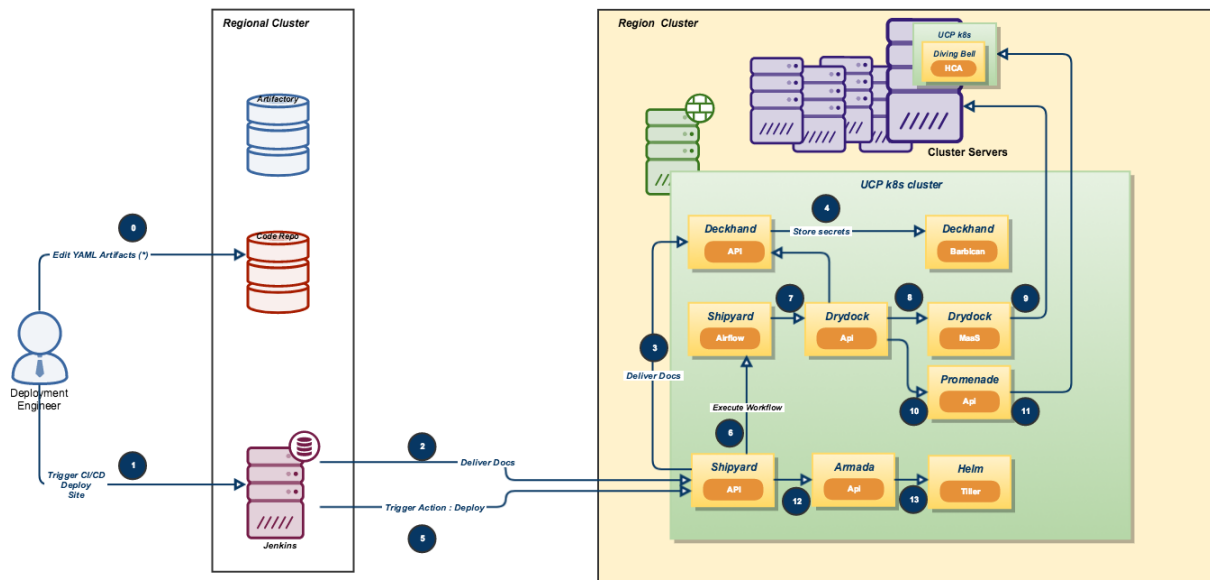 Regional Cluster
Artifactory
Code Repo
0
Edit YAML Artifacts (*)
Deployment
Engineer
1
Trigger CI/CD
Deploy
Site
Jenkins
2
Deliver Docs
Trigger Action : Deploy
5
Region Cluster
UCP k8s
Diving Bell
HCA
Cluster Servers
UCP k8s cluster
4
Deckhand
API
Store secrets
Deckhand
Barbican
3
Deliver Docs
Shipyard
Airflow
7
Drydock
Api
8
Drydock
MaaS
9
Promenade
Api
10
11
Execute Workflow
6
Shipyard
API
12
Armada
Api
13
Helm
Tiller